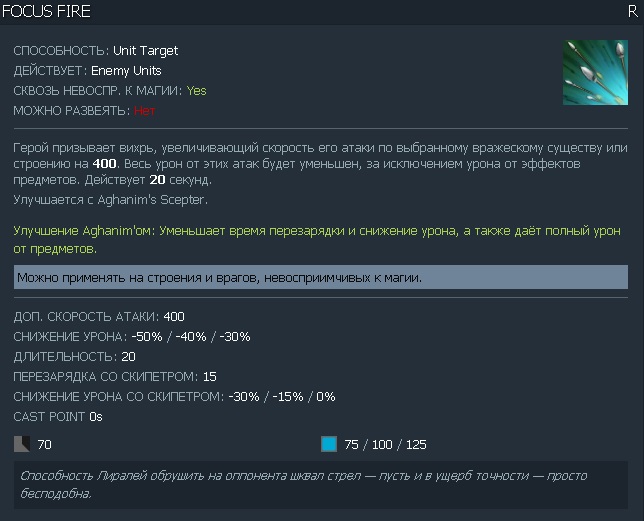 FOCUS FIRE R
СПОСОБНОСТЬ: Unit Target
ДЕЙСТВУЕТ: Enemy Units
СКВОЗЬ НЕВОСПР. К МАГИИ: Yes
МОЖНО РАЗВЕЯТЬ: Нет
Герой призывает вихрь, увеличивающий скорость его атаки по выбранному вражескому существу или
строению на 400. Весь урон от этих атак будет уменьшен, за исключением урона от эффектов
предметов. Действует 20 секунд.
Улучшается с Aghanim's Scepter.
Улучшение Aghanim'ом: Уменьшает время перезарядки и снижение урона, а также даёт полный урон
от предметов.
Можно применять на строения и врагов, невосприимчивых к магии.
ДОП. СКОРОСТЬ АТАКИ: 400
СНИЖЕНИЕ УРОНА: -50% / -40% / -30%
ДЛИТЕЛЬНОСТЬ: 20
ПЕРЕЗАРЯДКА СО СКИПЕТРОМ: 15
СНИЖЕНИЕ УРОНА СО СКИПЕТРОМ: -30% / -15% / 0%
CAST POINT 0s
70 75 / 100 / 125
Способность Лиралей обрушить на оппонента шквал стрел — пусть и в ущерб точности — просто
бесподобна.